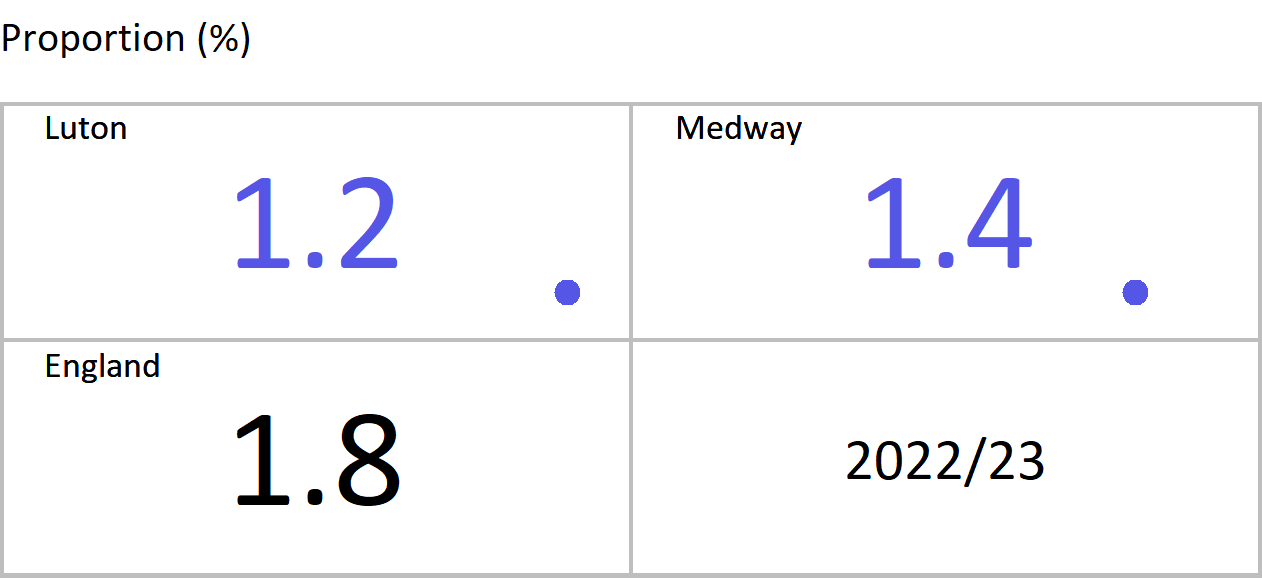 Proportion (%)
Luton
Medway
1.2
1.4
England
1.8
2022/23